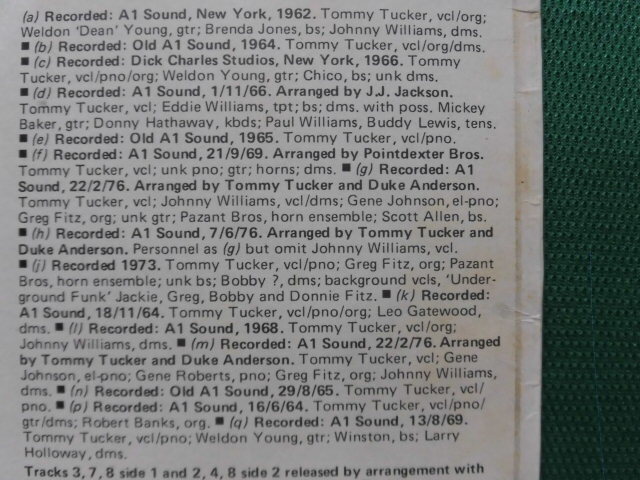 (a) Recorded: A1 Sound, New York, 1962. Tommy Tucker, vcl/org;
Weldon 'Dean' Young, gtr; Brenda Jones, bs; Johnny Williams, dms.
■ (b) Recorded: Old A1 Sound, 1964. Tommy Tucker, vcl/org/dms.
■ (c) Recorded: Dick Charles Studios, New York, 1966. Tommy
Tucker, vcl/pno/org; Weldon Young, gtr; Chico, bs; unk dms.
■ (d) Recorded: A1 Sound, 1/11/66. Arranged by J.J. Jackson.
Tommy Tucker, vcl; Eddie Williams, tpt; bs; dms. with poss. Mickey
Baker, gtr; Donny Hathaway, kbds; Paul Williams, Buddy Lewis, tens.
■ (e) Recorded: Old A1 Sound, 1965. Tommy Tucker, vcl/pno.
■ (f) Recorded: A1 Sound, 21/9/69. Arranged by Pointdexter Bros.
Tommy Tucker, vcl; unk pno; gtr; horns; dms. ■ (g) Recorded: A1
Sound, 22/2/76. Arranged by Tommy Tucker and Duke Anderson.
Tommy Tucker, vcl; Johnny Williams, vcl/dms; Gene Johnson, el-pno;
Greg Fitz, org; unk gtr; Pazant Bros, horn ensemble; Scott Allen, bs.
■ (h) Recorded: A1 Sound, 7/6/76. Arranged by Tommy Tucker and
Duke Anderson. Personnel as (g) but omit Johnny Williams, vcl.
■ (j) Recorded 1973. Tommy Tucker, vcl/pno; Greg Fitz, org; Pazant
Bros, horn ensemble; unk bs; Bobby ?, dms; background vcls, 'Under-
ground Funk' Jackie, Greg, Bobby and Donnie Fitz. ■ (k) Recorded:
A1 Sound, 18/11/64. Tommy Tucker, vcl/pno/org; Leo Gatewood,
dms. ■ (l) Recorded: A1 Sound, 1968. Tommy Tucker, vcl/org;
Johnny Williams, dms. ■ (m) Recorded: A1 Sound, 22/2/76. Arranged
by Tommy Tucker and Duke Anderson. Tommy Tucker, vcl; Gene
Johnson, el-pno; Gene Roberts, pno; Greg Fitz, org; Johnny Williams,
dms. ■ (n) Recorded: Old A1 Sound, 29/8/65. Tommy Tucker, vcl/
pno. ■ (p) Recorded: A1 Sound, 16/6/64. Tommy Tucker, vcl/pno/
gtr/dms; Robert Banks, org. ■ (q) Recorded: A1 Sound, 13/8/69.
Tommy Tucker, vcl/pno; Weldon Young, gtr; Winston, bs; Larry
Holloway, dms.
Tracks 3, 7, 8 side 1 and 2, 4, 8 side 2 released by arrangement with